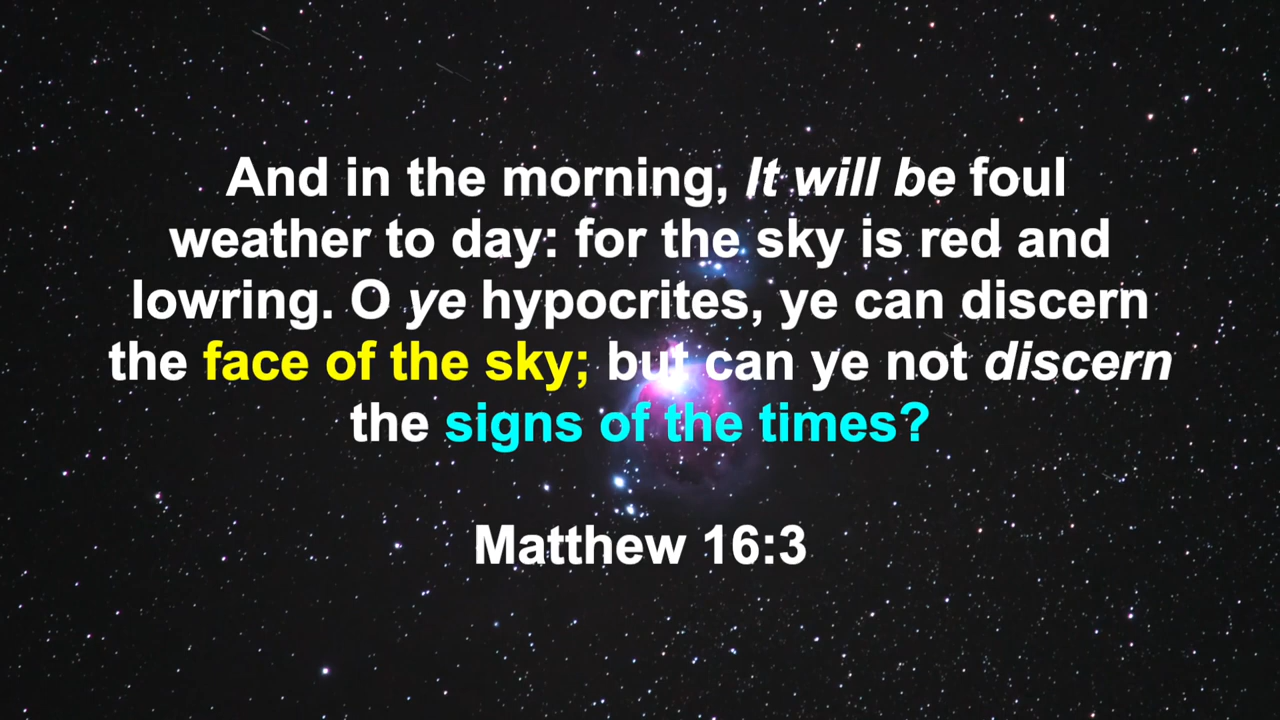 And in the morning, It will be foul
weather to day: for the sky is red and
lowring. O ye hypocrites, ye can discern
the face of the sky; but can ye not discern
the signs of the times?
Matthew 16:3